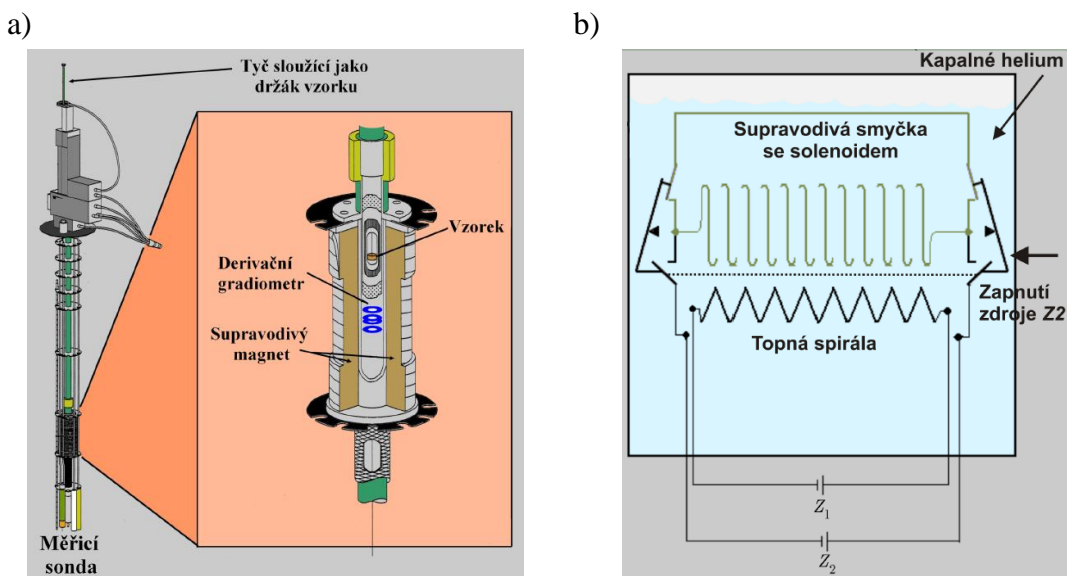 a)
Tyč sloužící jako
držák vzorku
Vzorek
Derivační
gradiometr
Supravodivý
magnet
Měřicí
sonda
b)
Kapalné helium
Supravodivá smyčka
se solenoidem
Zapnutí
zdroje Z2
Topná spirála
Z1
Z2